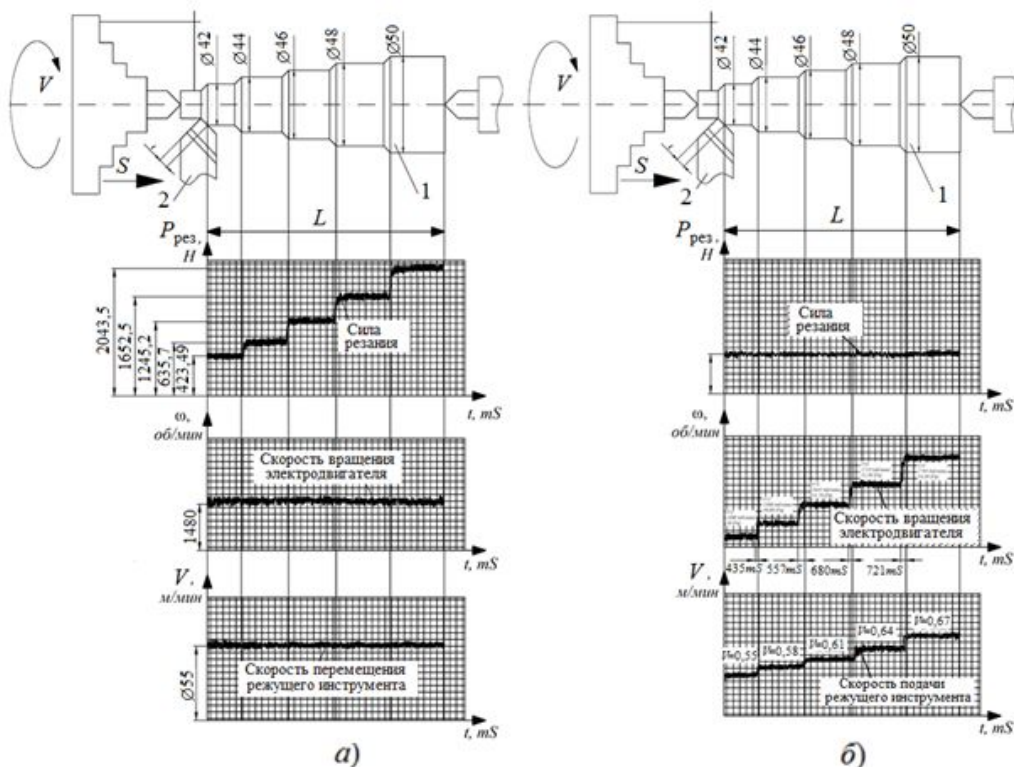 Ø42
Ø44
Ø46
Ø48
Ø50
V
S
2
1
L
Pрез,
Н
2043,5
1652,5
1245,2
635,7
423,49
Сила
резания
t, mS
ω,
об/мин
Скорость вращения
электродвигателя
1480
t, mS
V,
м/мин
Ø55
Скорость перемещения
режущего инструмента
t, mS
а)
Ø42
Ø44
Ø46
Ø48
Ø50
V
S
2
1
L
Pрез,
Н
Сила
резания
t, mS
ω,
об/мин
Скорость вращения
электродвигателя
t, mS
435mS
557mS
680mS
721mS
V,
м/мин
V=0,55
V=0,58
V=0,61
V=0,64
V=0,67
Скорость подачи
режущего инструмента
t, mS
б)